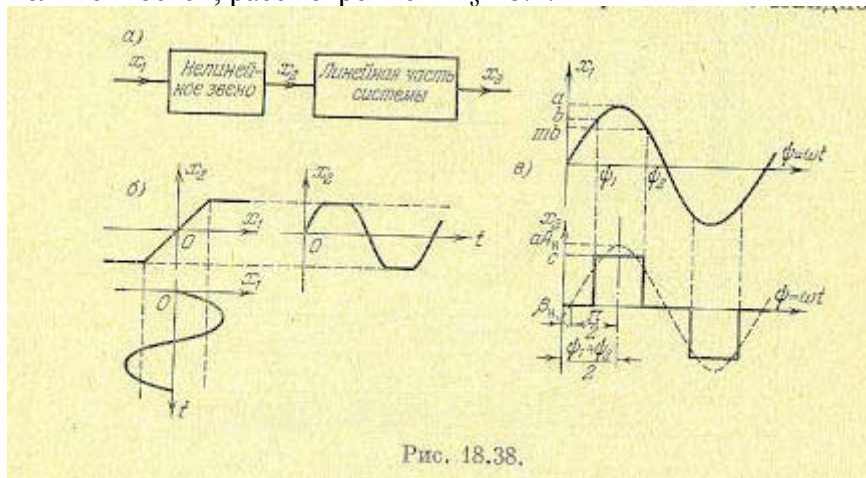 а)
x₁
Нелиней-
ное звено
x₂
Линейная часть
системы
x₃
б)
x₂
x₁
0
x₂
0
t
0
x₁
t
в)
x₁
a
b
mb
ψ₁
ψ₂
ψ=ωt
x₂
aAₙ
c
βₙ
π
2
ψ₁+ψ₂
2
ψ=ωt
Рис. 18.38.